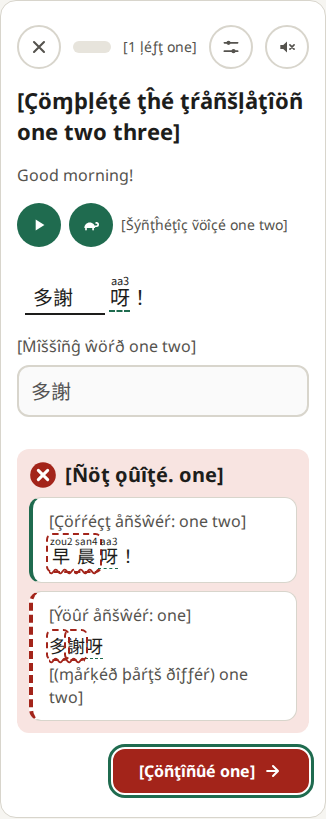 [1 ļéƒţ one]
[Çöɱþļéţé ţĥé ţŕåñšļåţîöñ
one two three]
Good morning!
[Šýñţĥéţîç ṽöîçé one two]
aa3
多謝 呀！
[Ṁîššîñĝ ŵöŕð one two]
多謝
[Ñöţ ǫûîţé. one]
[Çöŕŕéçţ åñšŵéŕ: one two]
zou2 san4 aa3
早晨呀！
[Ýöûŕ åñšŵéŕ: one]
多謝呀
[(ɱåŕķéð þåŕţš ðîƒƒéŕ) one
two]
[Çöñţîñûé one]